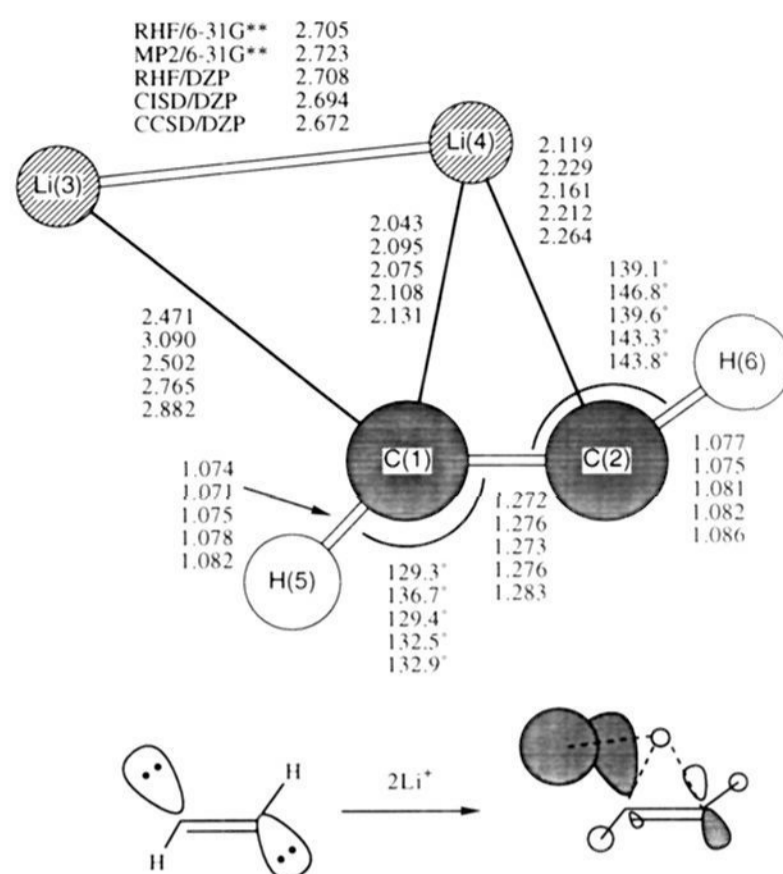 RHF/6-31G** 2.705
MP2/6-31G** 2.723
RHF/DZP 2.708
CISD/DZP 2.694
CCSD/DZP 2.672
Li(3)
Li(4)
2.119
2.229
2.161
2.212
2.264
2.043
2.095
2.075
2.108
2.131
139.1°
146.8°
139.6°
143.3°
143.8°
2.471
3.090
2.502
2.765
2.882
H(6)
C(1)
C(2)
1.074
1.071
1.075
1.078
1.082
1.077
1.075
1.081
1.082
1.086
1.272
1.276
1.273
1.276
1.283
H(5)
129.3°
136.7°
129.4°
132.5°
132.9°
H
H
2Li⁺